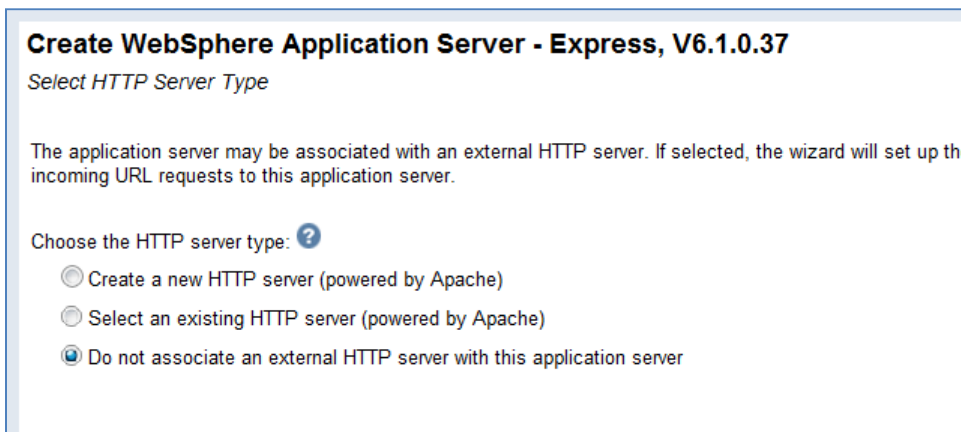 Create WebSphere Application Server - Express, V6.1.0.37
Select HTTP Server Type
The application server may be associated with an external HTTP server. If selected, the wizard will set up th
incoming URL requests to this application server.
Choose the HTTP server type: ?
Create a new HTTP server (powered by Apache)
Select an existing HTTP server (powered by Apache)
Do not associate an external HTTP server with this application server